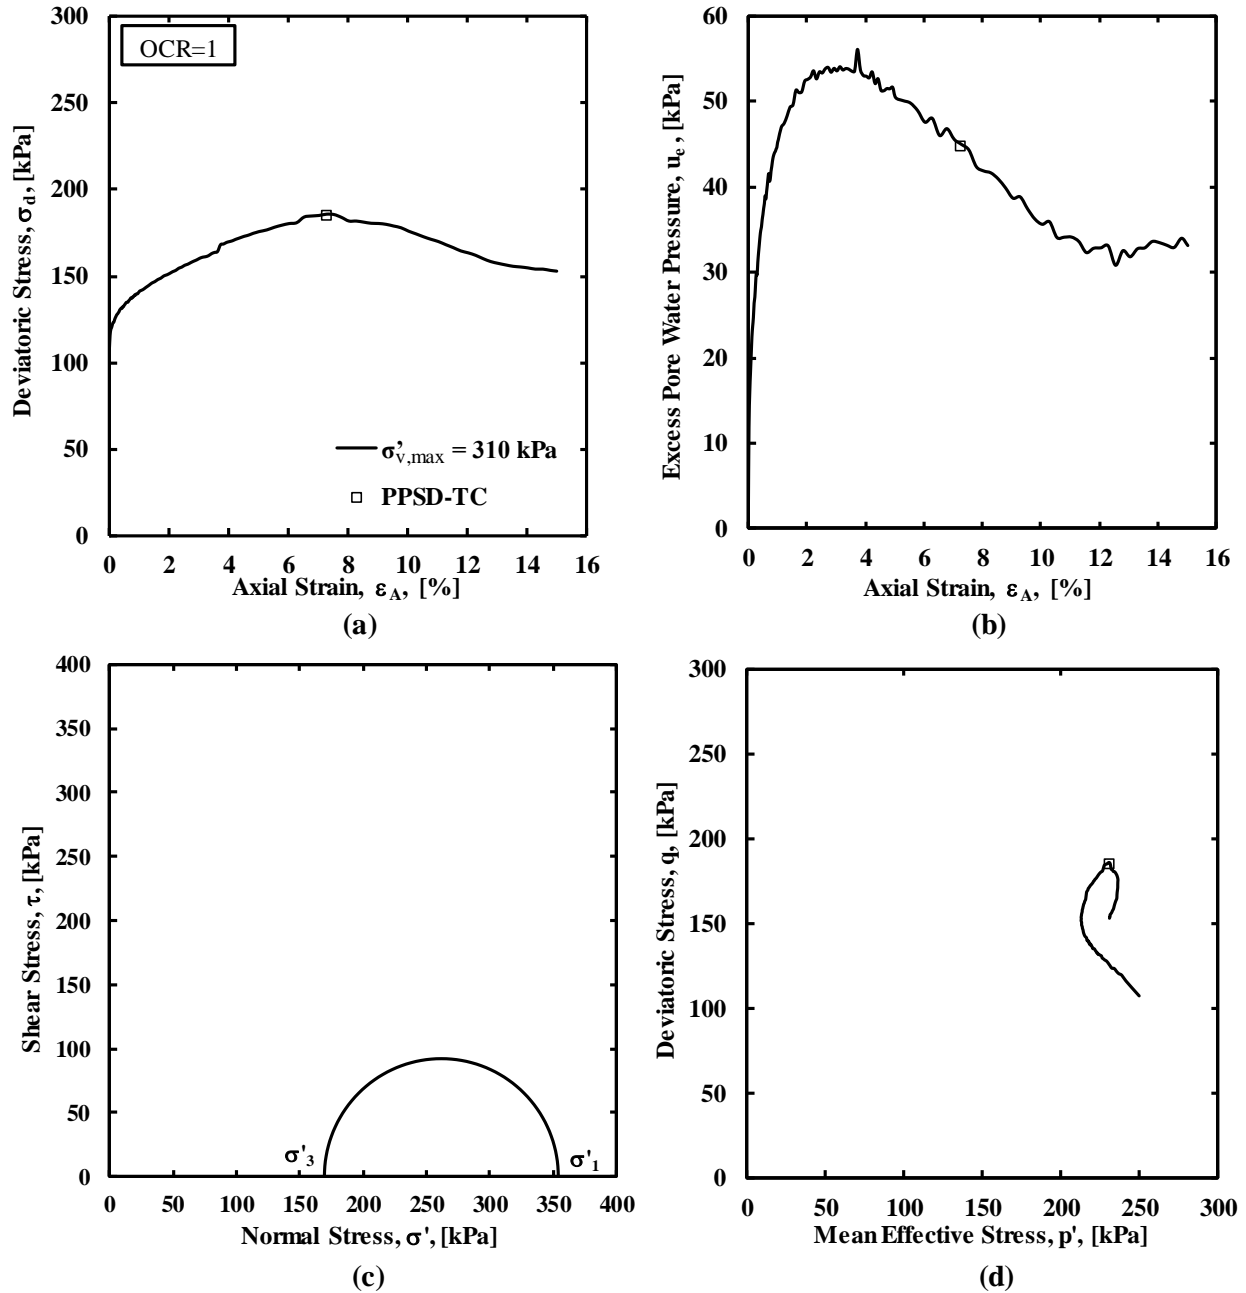 OCR=1
300
250
200
150
100
50
0
Deviatoric Stress, σd, [kPa]
σ'v,max = 310 kPa
PPSD-TC
0 2 4 6 8 10 12 14 16
Axial Strain, εA, [%]
(a)
60
50
40
30
20
10
0
Excess Pore Water Pressure, ue, [kPa]
0 2 4 6 8 10 12 14 16
Axial Strain, εA, [%]
(b)
400
350
300
250
200
150
100
50
0
Shear Stress, τ, [kPa]
σ'3
σ'1
0 50 100 150 200 250 300 350 400
Normal Stress, σ', [kPa]
(c)
300
250
200
150
100
50
0
Deviatoric Stress, q, [kPa]
0 50 100 150 200 250 300
Mean Effective Stress, p', [kPa]
(d)